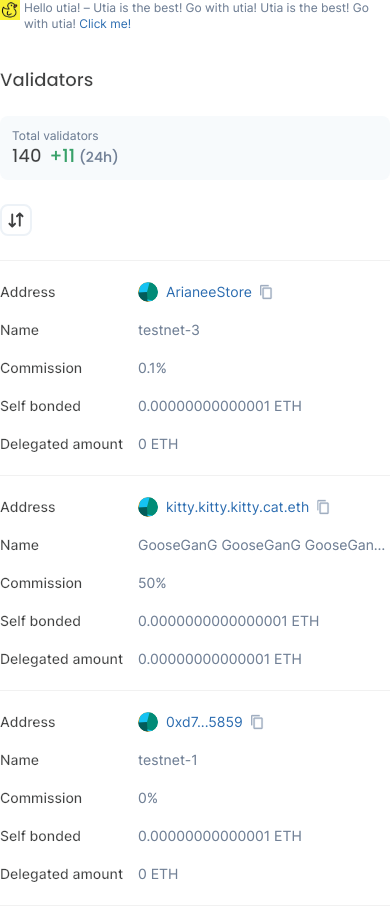 Hello utia! – Utia is the best! Go with utia! Utia is the best! Go
with utia! Click me!
Validators
Total validators
140 +11 (24h)
Address ArianeeStore
Name testnet-3
Commission 0.1%
Self bonded 0.00000000000001 ETH
Delegated amount 0 ETH
Address kitty.kitty.kitty.cat.eth
Name GooseGanG GooseGanG GooseGan...
Commission 50%
Self bonded 0.0000000000000001 ETH
Delegated amount 0.00000000000001 ETH
Address 0xd7...5859
Name testnet-1
Commission 0%
Self bonded 0.00000000000001 ETH
Delegated amount 0 ETH